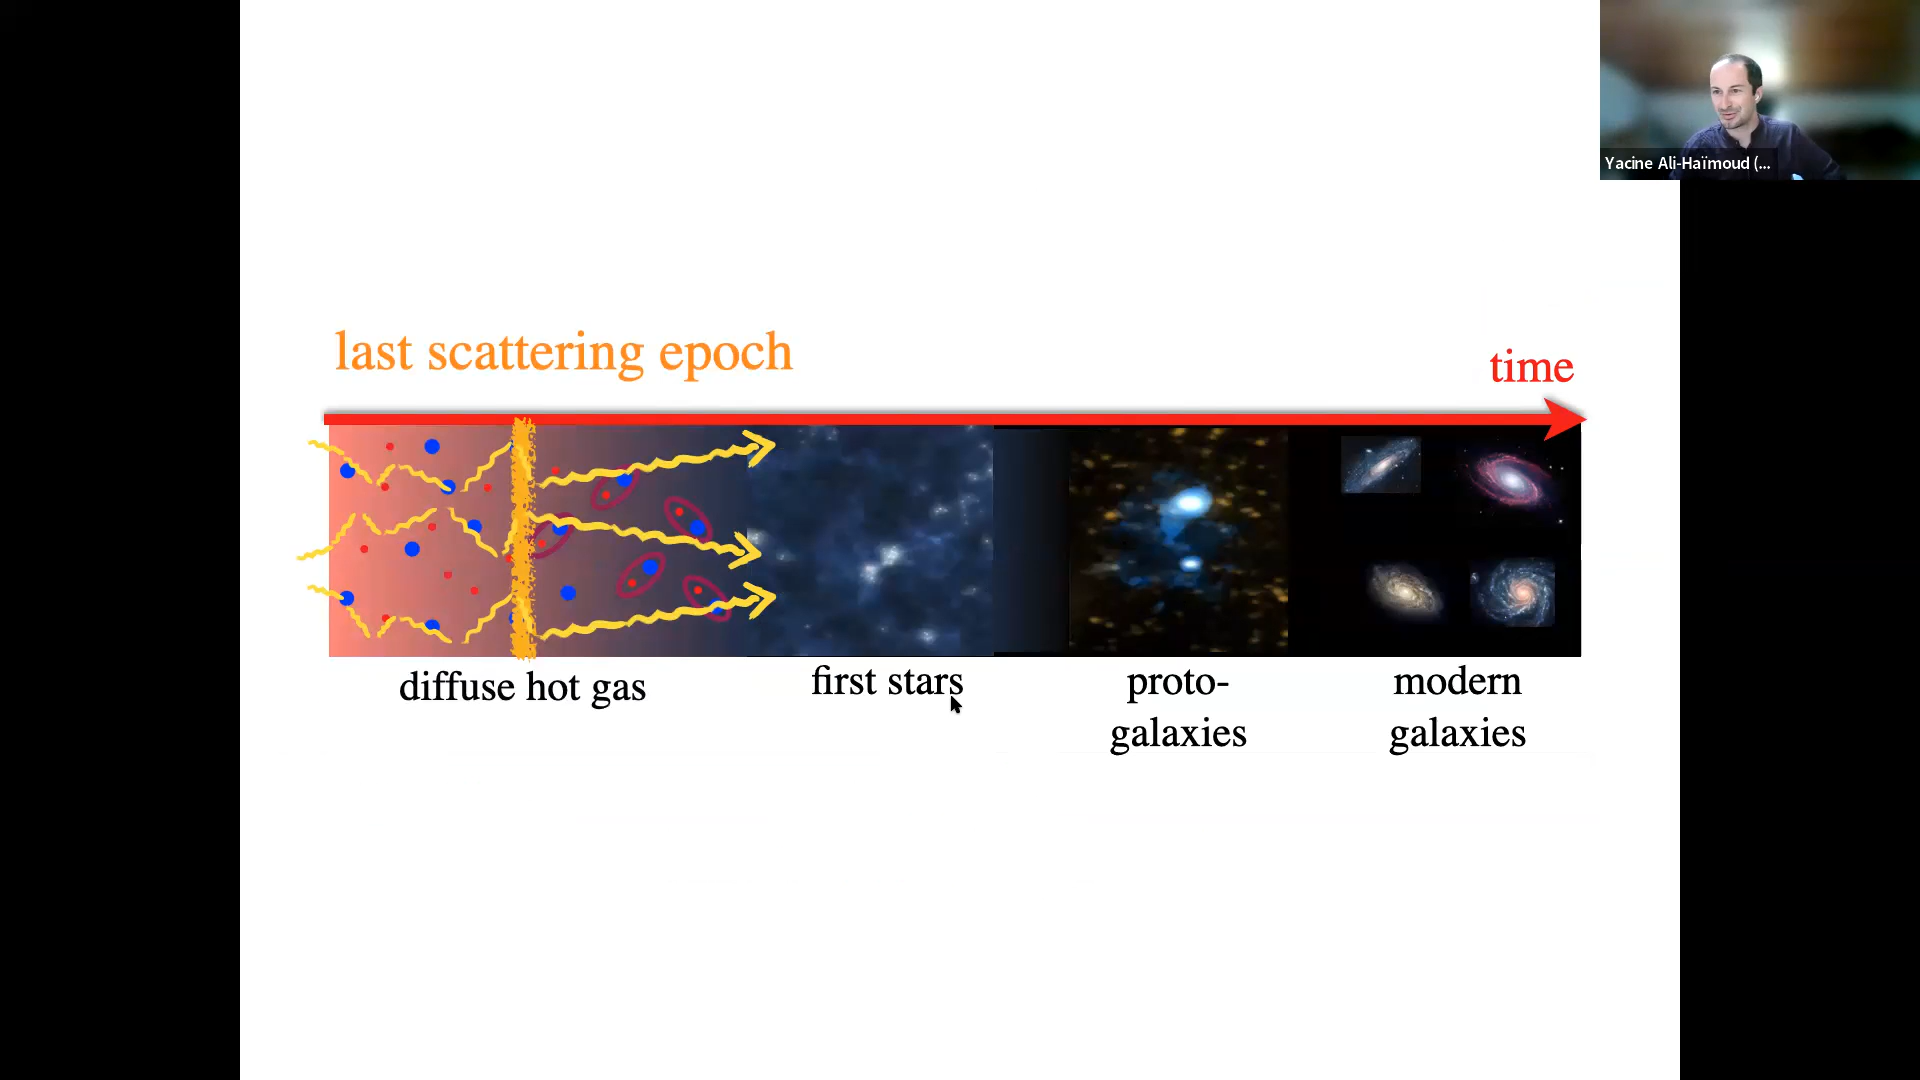 Yacine Ali-Haïmoud (...
last scattering epoch
time
diffuse hot gas
first stars
proto-
galaxies
modern
galaxies